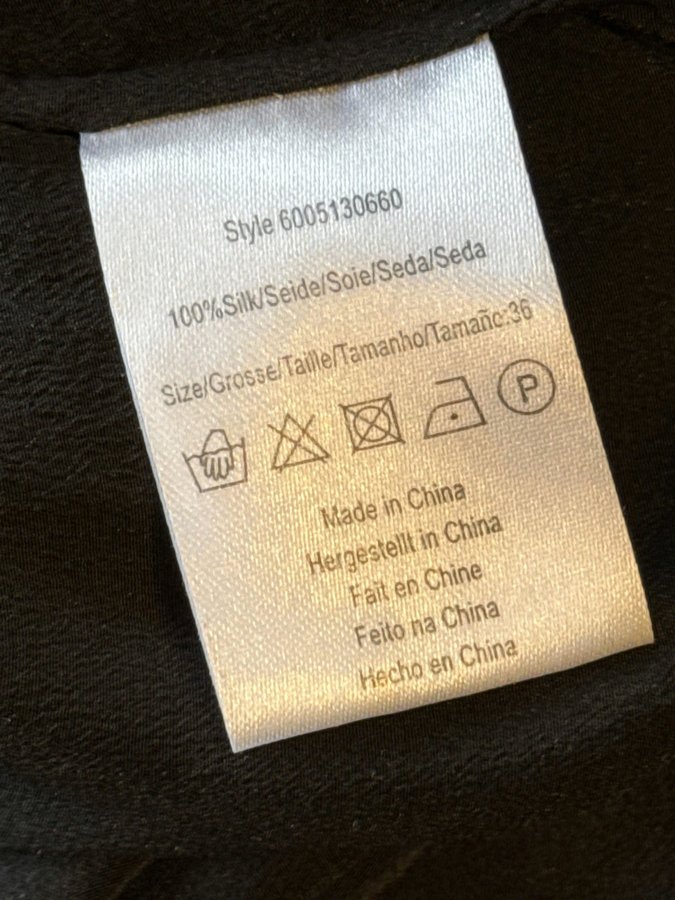 Style 6005130660
100%Silk/Seide/Soie/Seda/Seda
Size/Grosse/Taille/Tamanho/Tamaño:36
P
Made in China
Hergestellt in China
Fait en Chine
Feito na China
Hecho en China